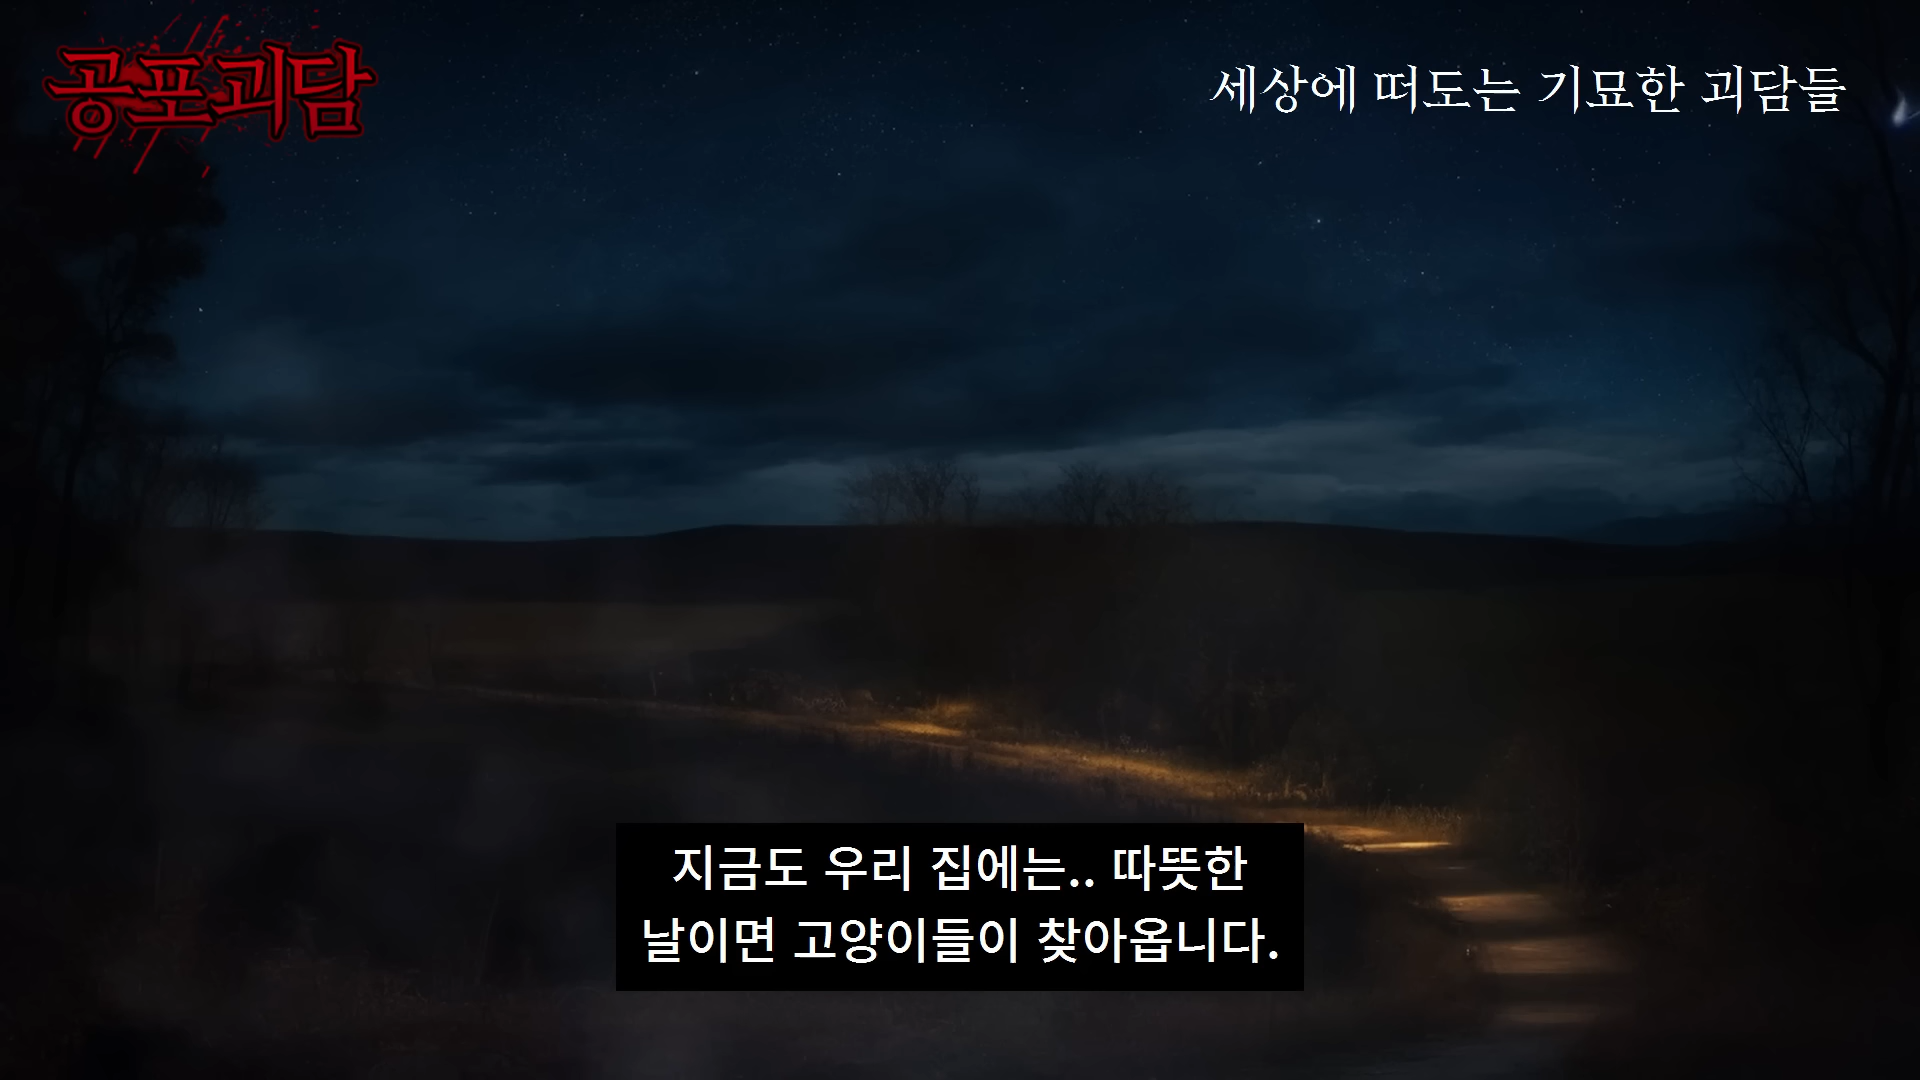 공포괴담
세상에 떠도는 기묘한 괴담들
지금도 우리 집에는.. 따뜻한
날이면 고양이들이 찾아옵니다.